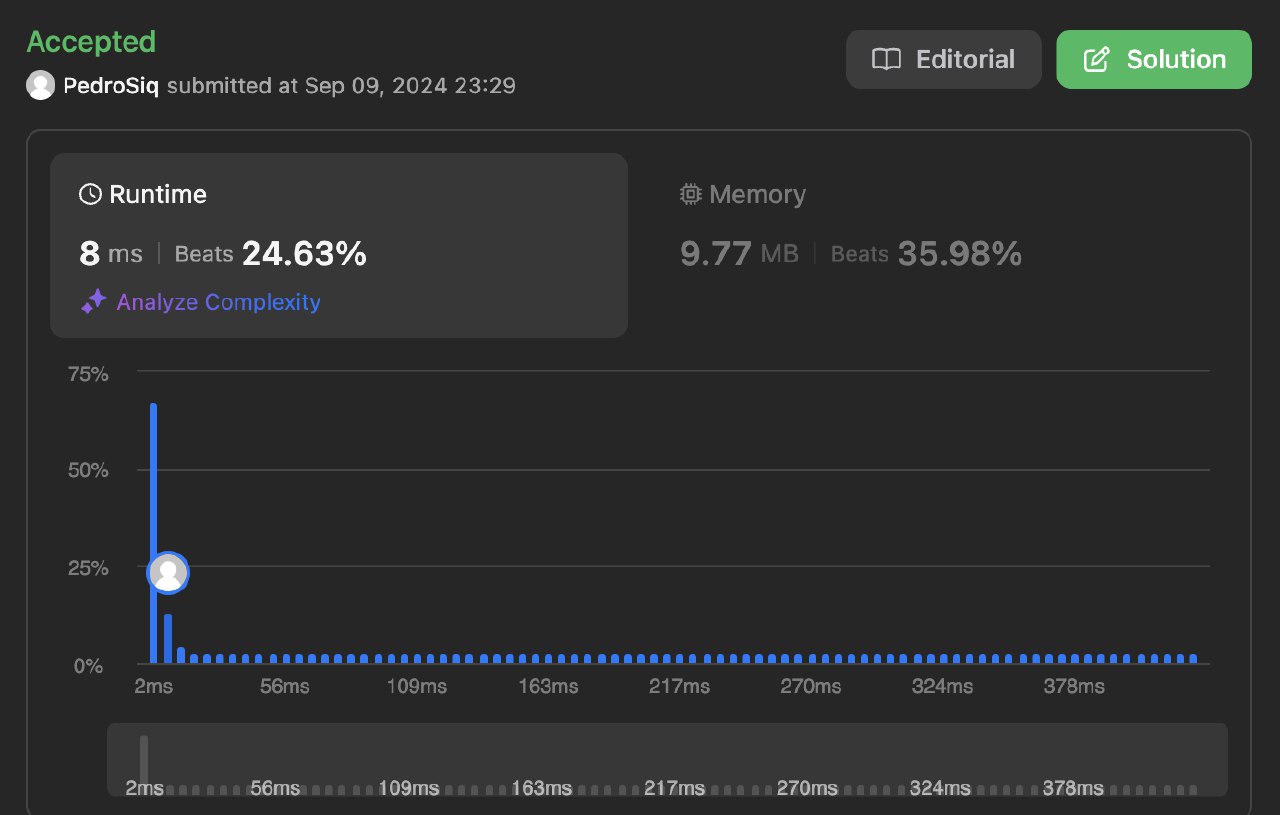 Accepted
PedroSiq submitted at Sep 09, 2024 23:29
Editorial
Solution
Runtime
8 ms | Beats 24.63%
Analyze Complexity
Memory
9.77 MB | Beats 35.98%
75%
50%
25%
0%
2ms 56ms 109ms 163ms 217ms 270ms 324ms 378ms
2ms 56ms 109ms 163ms 217ms 270ms 324ms 378ms